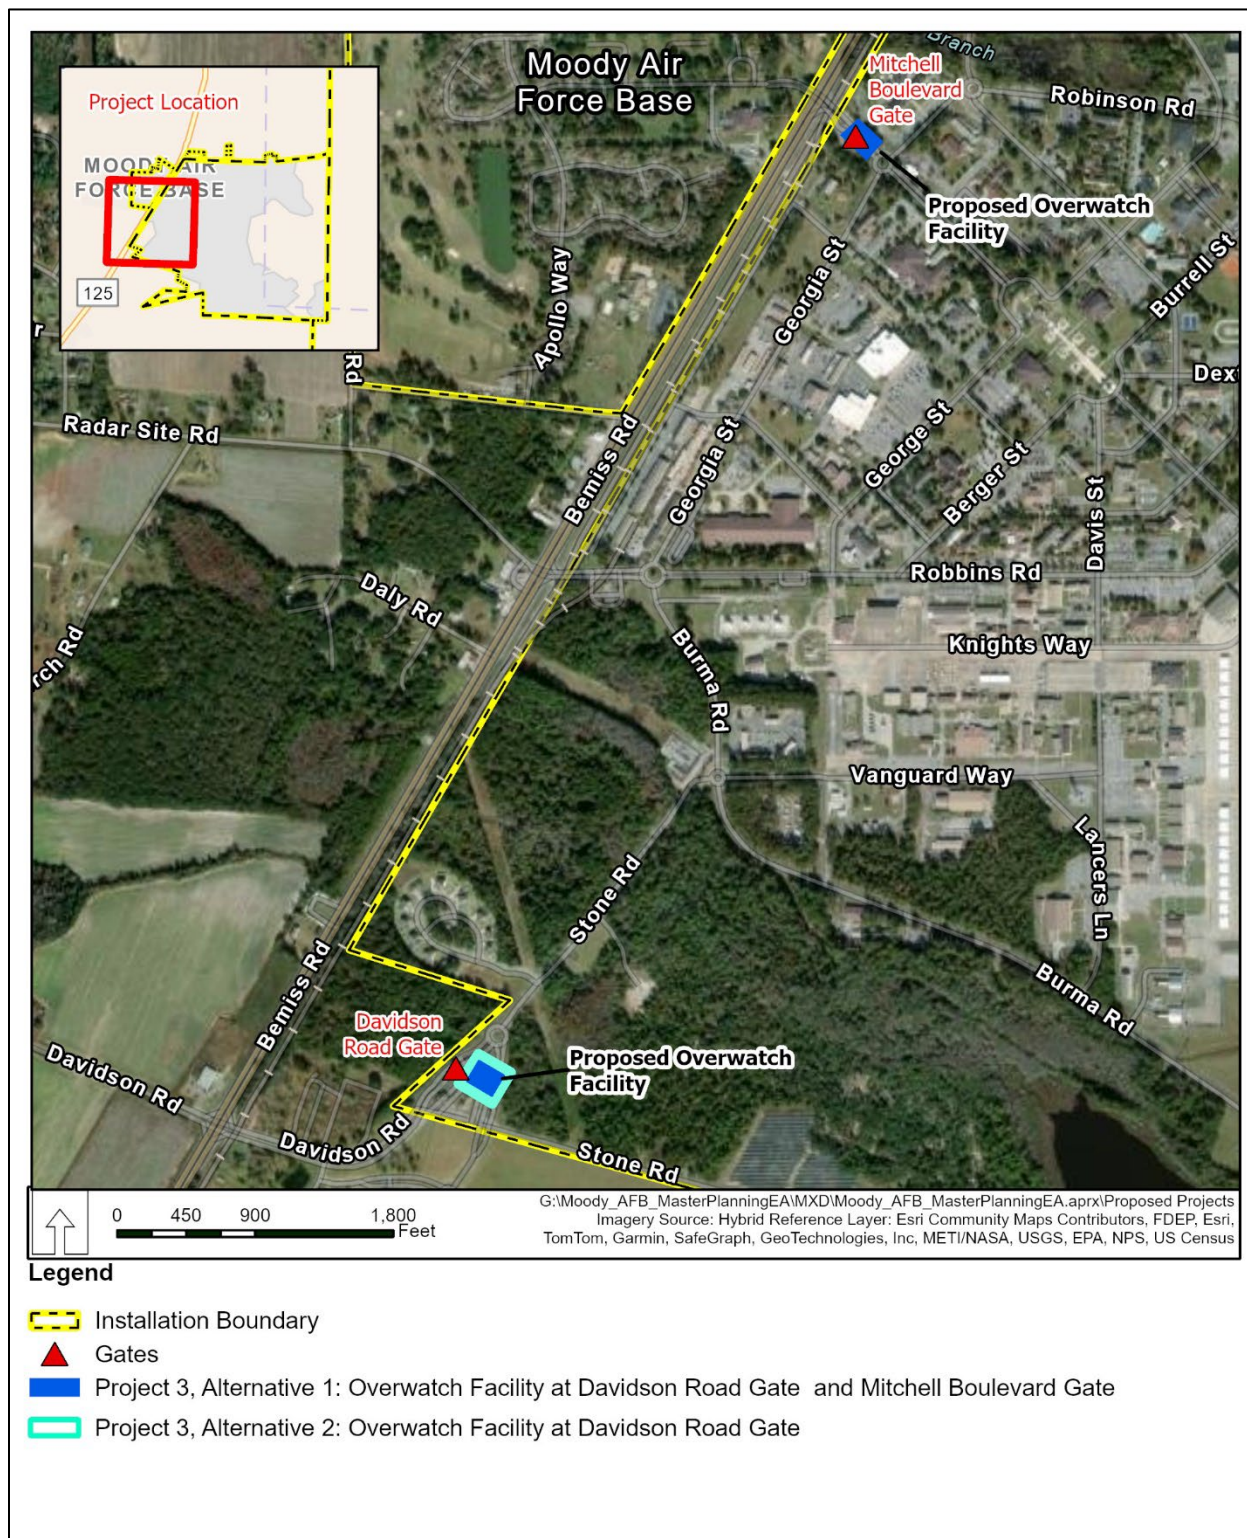 Moody Air
Force Base
Branch
Mitchell
Boulevard
Gate
Robinson Rd
Project Location
MOODY AIR
FORCE BASE
125
Proposed Overwatch
Facility
Georgia St
Burrell St
Apollo Way
Rd
Radar Site Rd
Bemiss Rd
Georgia St
George St
Berger St
Davis St
Robbins Rd
Daly Rd
Knights Way
Burma Rd
Vanguard Way
Lancers Ln
Stone Rd
Burma Rd
Bemiss Rd
Davidson
Road Gate
Proposed Overwatch
Facility
Davidson Rd
Davidson Rd
Stone Rd
0 450 900 1,800
Feet
G:\Moody_AFB_MasterPlanningEA\MXD\Moody_AFB_MasterPlanningEA.aprx\Proposed Projects
Imagery Source: Hybrid Reference Layer: Esri Community Maps Contributors, FDEP, Esri,
TomTom, Garmin, SafeGraph, GeoTechnologies, Inc, METI/NASA, USGS, EPA, NPS, US Census
Legend
Installation Boundary
Gates
Project 3, Alternative 1: Overwatch Facility at Davidson Road Gate and Mitchell Boulevard Gate
Project 3, Alternative 2: Overwatch Facility at Davidson Road Gate